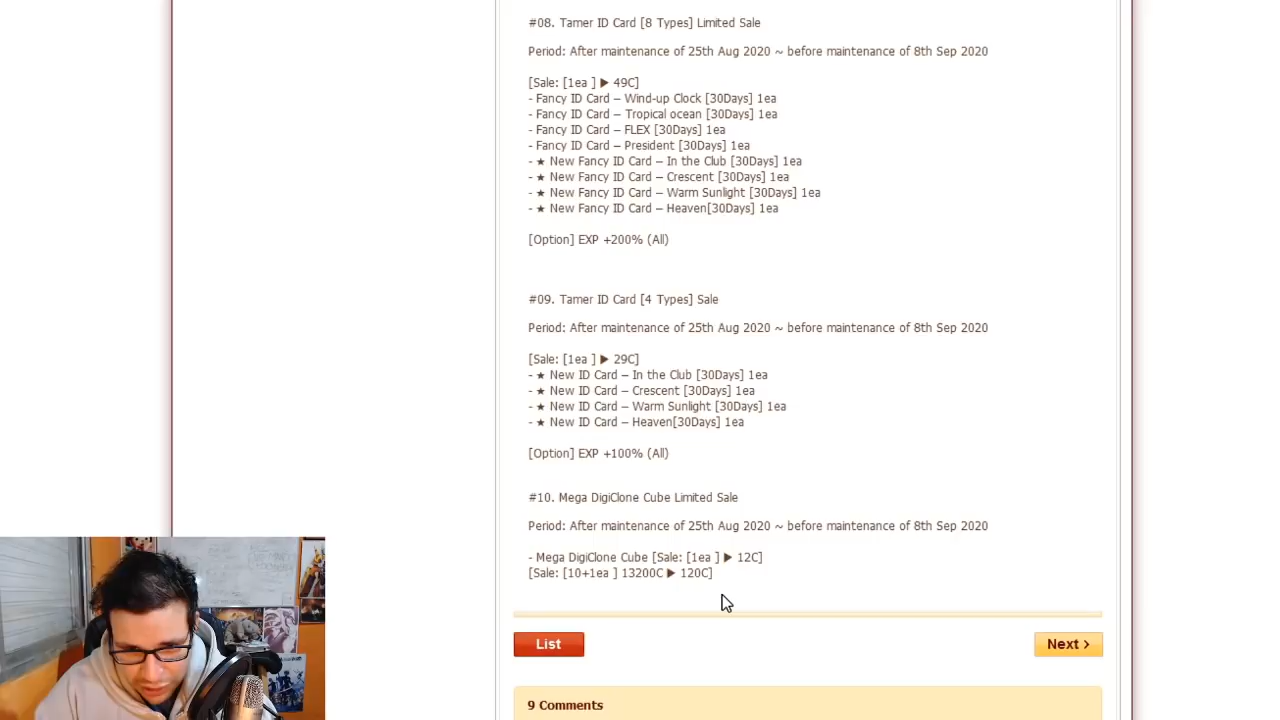 #08. Tamer ID Card [8 Types] Limited Sale
Period: After maintenance of 25th Aug 2020 ~ before maintenance of 8th Sep 2020
[Sale: [1ea ] ▶ 49C]
- Fancy ID Card – Wind-up Clock [30Days] 1ea
- Fancy ID Card – Tropical ocean [30Days] 1ea
- Fancy ID Card – FLEX [30Days] 1ea
- Fancy ID Card – President [30Days] 1ea
- ★ New Fancy ID Card – In the Club [30Days] 1ea
- ★ New Fancy ID Card – Crescent [30Days] 1ea
- ★ New Fancy ID Card – Warm Sunlight [30Days] 1ea
- ★ New Fancy ID Card – Heaven[30Days] 1ea
[Option] EXP +200% (All)
#09. Tamer ID Card [4 Types] Sale
Period: After maintenance of 25th Aug 2020 ~ before maintenance of 8th Sep 2020
[Sale: [1ea ] ▶ 29C]
- ★ New ID Card – In the Club [30Days] 1ea
- ★ New ID Card – Crescent [30Days] 1ea
- ★ New ID Card – Warm Sunlight [30Days] 1ea
- ★ New ID Card – Heaven[30Days] 1ea
[Option] EXP +100% (All)
#10. Mega DigiClone Cube Limited Sale
Period: After maintenance of 25th Aug 2020 ~ before maintenance of 8th Sep 2020
- Mega DigiClone Cube [Sale: [1ea ] ▶ 12C]
[Sale: [10+1ea ] 13200C ▶ 120C]
List
Next >
9 Comments